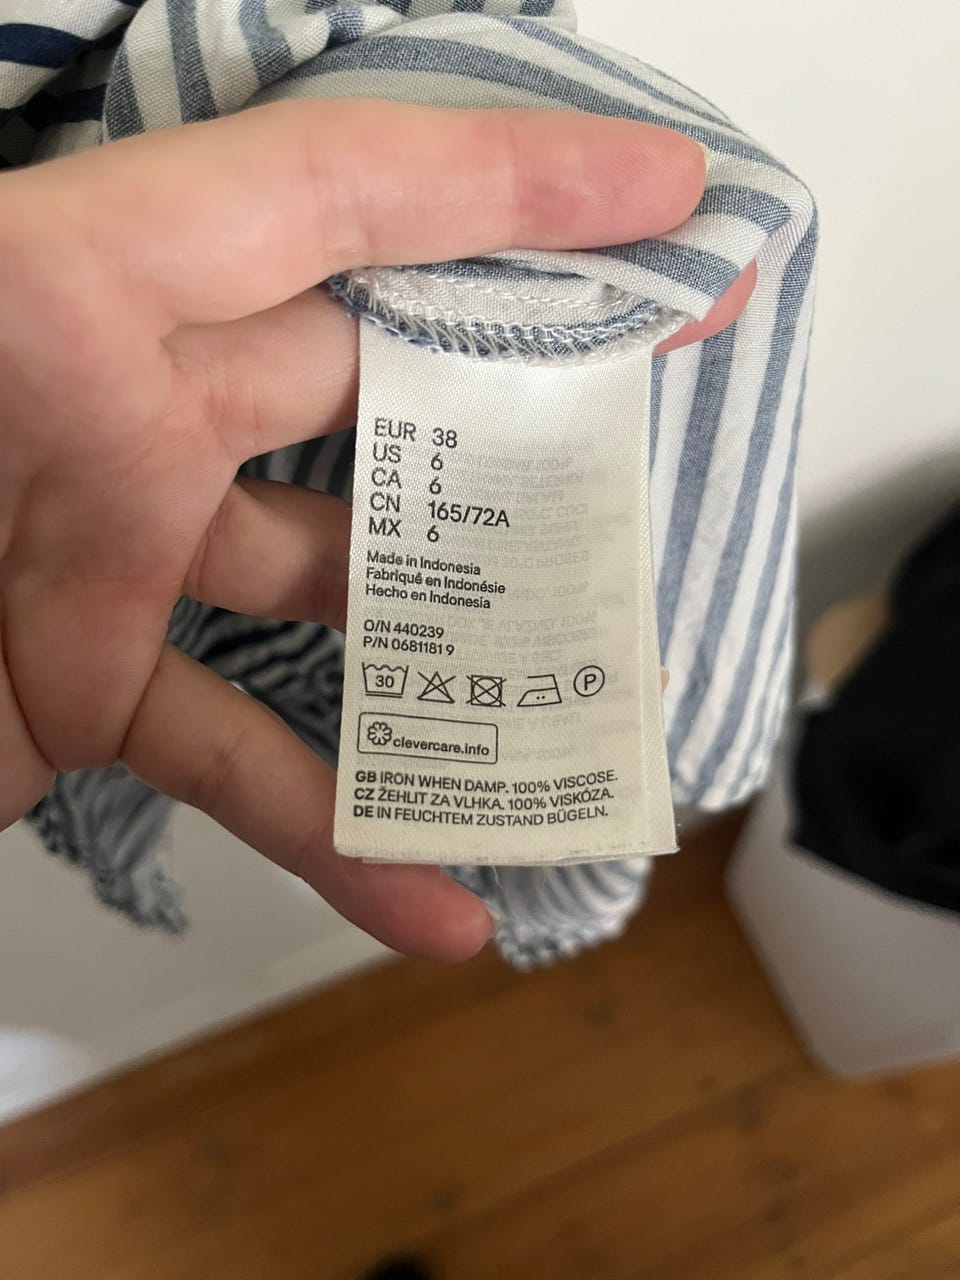 EUR 38
US 6
CA 6
CN 165/72A
MX 6
Made in Indonesia
Fabriqué en Indonésie
Hecho en Indonesia
O/N 440239
P/N 0681181 9
30
P
clevercare.info
GB IRON WHEN DAMP. 100% VISCOSE.
CZ ŽEHLIT ZA VLHKA. 100% VISKÓZA.
DE IN FEUCHTEM ZUSTAND BÜGELN.